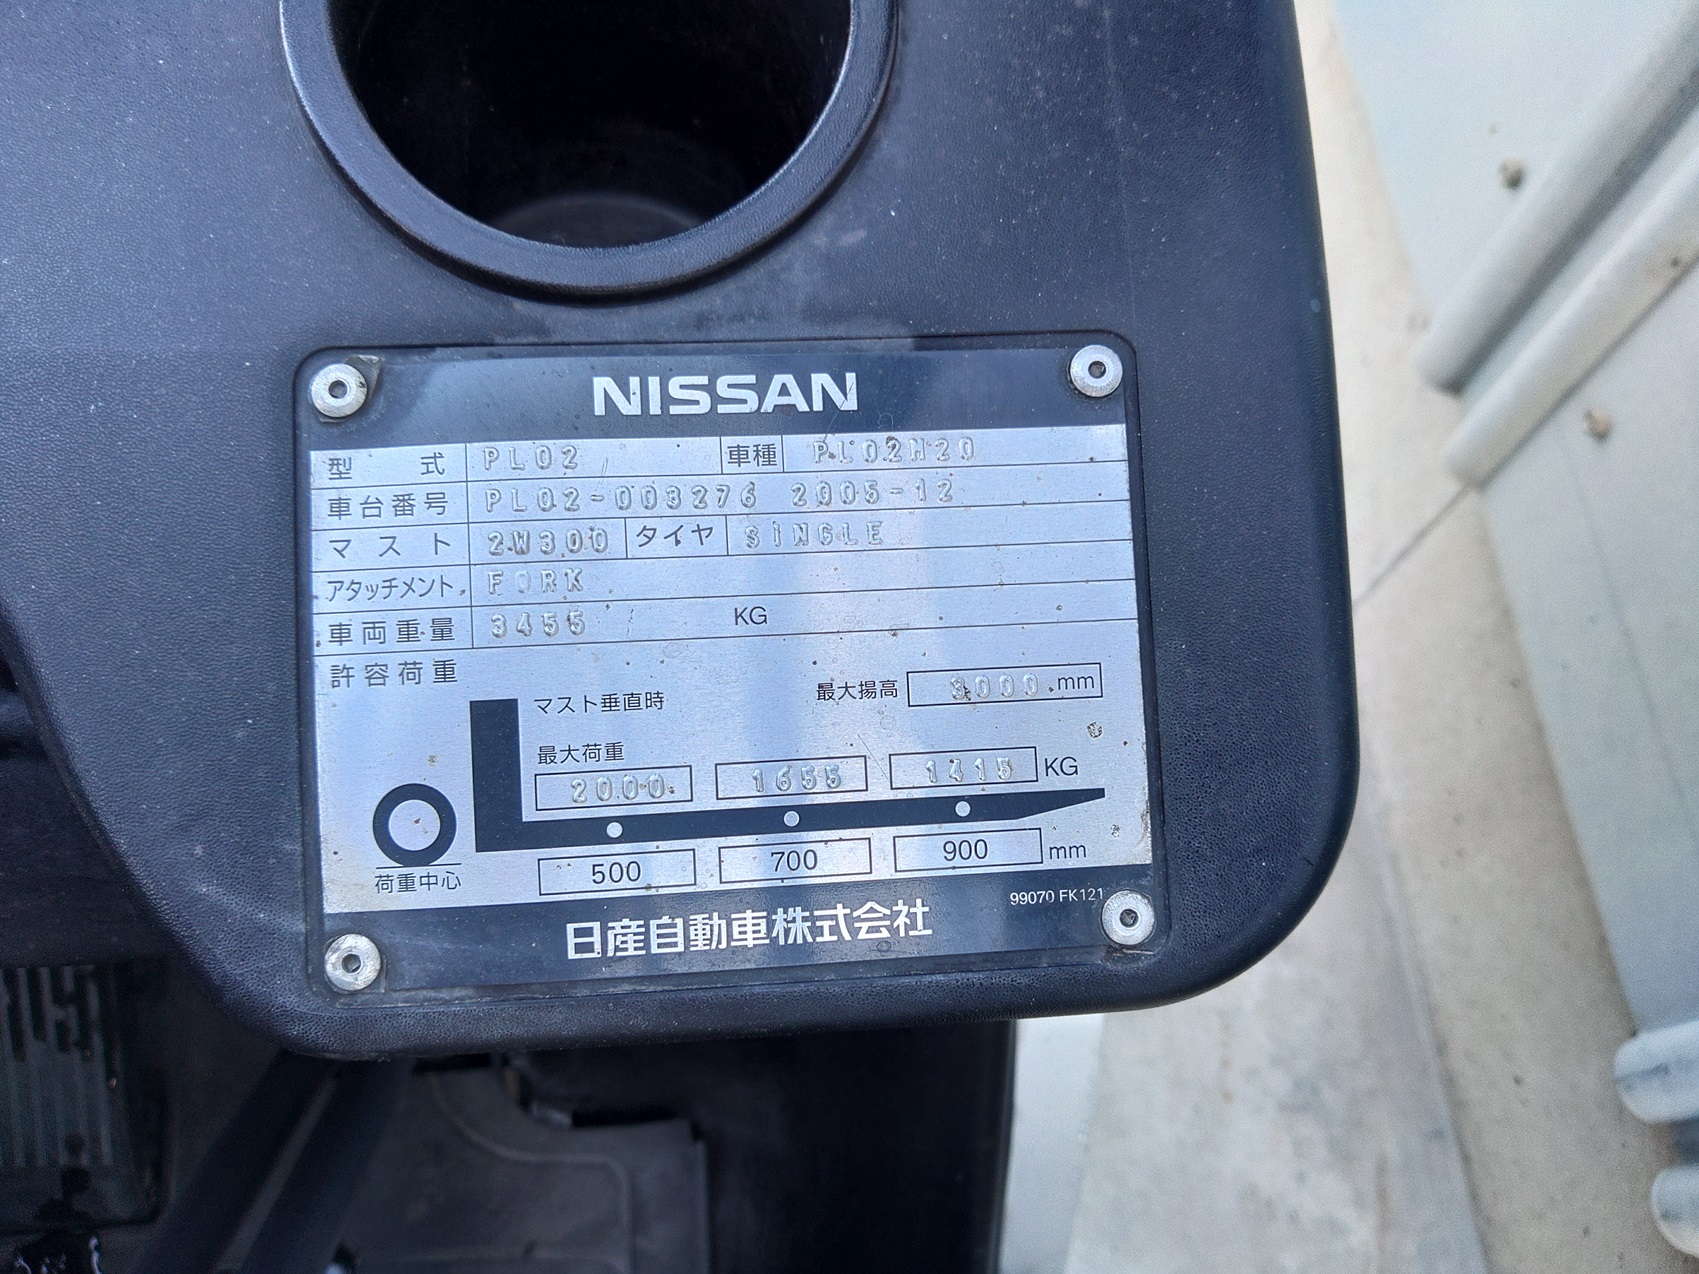 NISSAN
型式 PL02 車種 PL02M20
車台番号 PL02-003276 2005-12
マスト 2W300 タイヤ SINGLE
アタッチメント FORK
車両重量 3455 KG
許容荷重
マスト垂直時 最大揚高 3000 mm
最大荷重
2000 1655 1415 KG
500 700 900 mm
荷重中心
99070 FK121
日産自動車株式会社